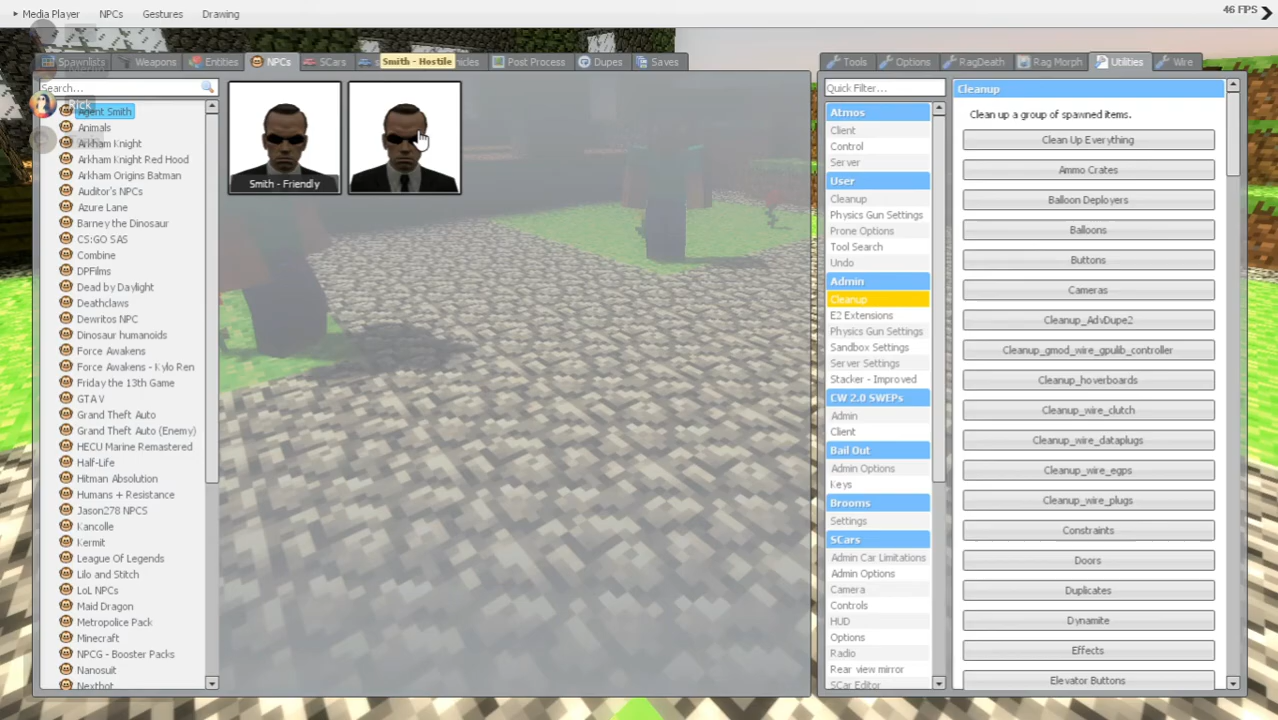 Media Player NPCs Gestures Drawing
46 FPS
Spawnlists Weapons Entities NPCs SCars Smith - Hostile cles Post Process Dupes Saves
Tools Options RagDeath Rag Morph Utilities Wire
Search...
Rick
Agent Smith
Animals
Arkham Knight
Arkham Knight Red Hood
Arkham Origins Batman
Auditor's NPCs
Azure Lane
Barney the Dinosaur
CS:GO SAS
Combine
DPFilms
Dead by Daylight
Deathclaws
Dewritos NPC
Dinosaur humanoids
Force Awakens
Force Awakens - Kylo Ren
Friday the 13th Game
GTA V
Grand Theft Auto
Grand Theft Auto (Enemy)
HECU Marine Remastered
Half-Life
Hitman Absolution
Humans + Resistance
Jason278 NPCS
Kancolle
Kermit
League Of Legends
Lilo and Stitch
LoL NPCs
Maid Dragon
Metropolice Pack
Minecraft
NPCG - Booster Packs
Nanosuit
Nextbot
Smith - Friendly
Quick Filter...
Atmos
Client
Control
Server
User
Cleanup
Physics Gun Settings
Prone Options
Tool Search
Undo
Admin
Cleanup
E2 Extensions
Physics Gun Settings
Sandbox Settings
Server Settings
Stacker - Improved
CW 2.0 SWEPs
Admin
Client
Bail Out
Admin Options
Keys
Brooms
Settings
SCars
Admin Car Limitations
Admin Options
Camera
Controls
HUD
Options
Radio
Rear view mirror
SCar Editor
Cleanup
Clean up a group of spawned items.
Clean Up Everything
Ammo Crates
Balloon Deployers
Balloons
Buttons
Cameras
Cleanup_AdvDupe2
Cleanup_gmod_wire_gpulib_controller
Cleanup_hoverboards
Cleanup_wire_clutch
Cleanup_wire_dataplugs
Cleanup_wire_egps
Cleanup_wire_plugs
Constraints
Doors
Duplicates
Dynamite
Effects
Elevator Buttons